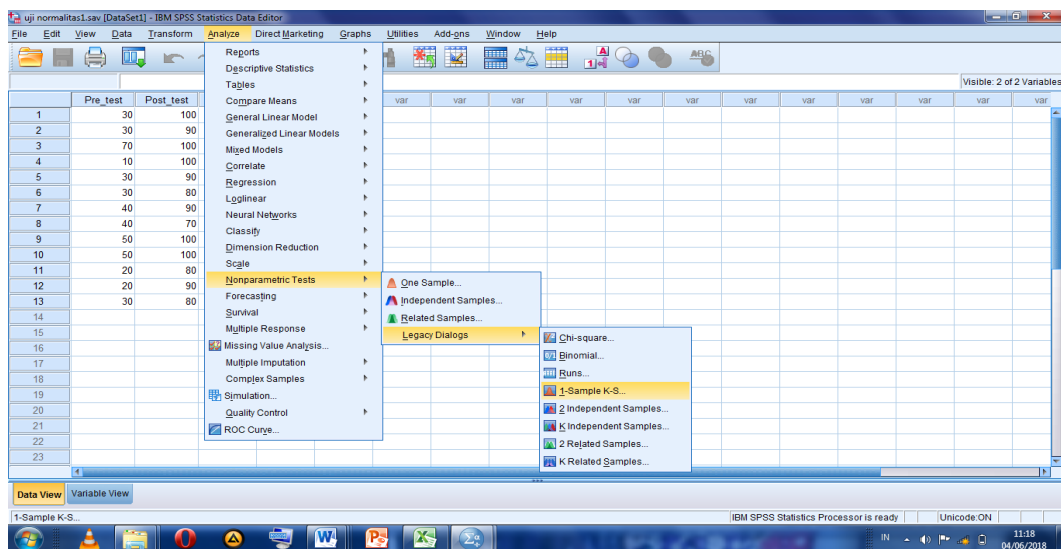 uji normalitas1.sav [DataSet1] - IBM SPSS Statistics Data Editor
File Edit View Data Transform Analyze Direct Marketing Graphs Utilities Add-ons Window Help
Visible: 2 of 2 Variables
Pre_test Post_test var var var var var var var var var var var var
1 30 100
2 30 90
3 70 100
4 10 100
5 30 90
6 30 80
7 40 90
8 40 70
9 50 100
10 50 100
11 20 80
12 20 90
13 30 80
14
15
16
17
18
19
20
21
22
23
Reports
Descriptive Statistics
Tables
Compare Means
General Linear Model
Generalized Linear Models
Mixed Models
Correlate
Regression
Loglinear
Neural Networks
Classify
Dimension Reduction
Scale
Nonparametric Tests
Forecasting
Survival
Multiple Response
Missing Value Analysis...
Multiple Imputation
Complex Samples
Simulation...
Quality Control
ROC Curve...
One Sample...
Independent Samples...
Related Samples...
Legacy Dialogs
Chi-square...
Binomial...
Runs...
1-Sample K-S...
2 Independent Samples...
K Independent Samples...
2 Related Samples...
K Related Samples...
Data View Variable View
1-Sample K-S... IBM SPSS Statistics Processor is ready Unicode:ON
IN 11:18
04/06/2018